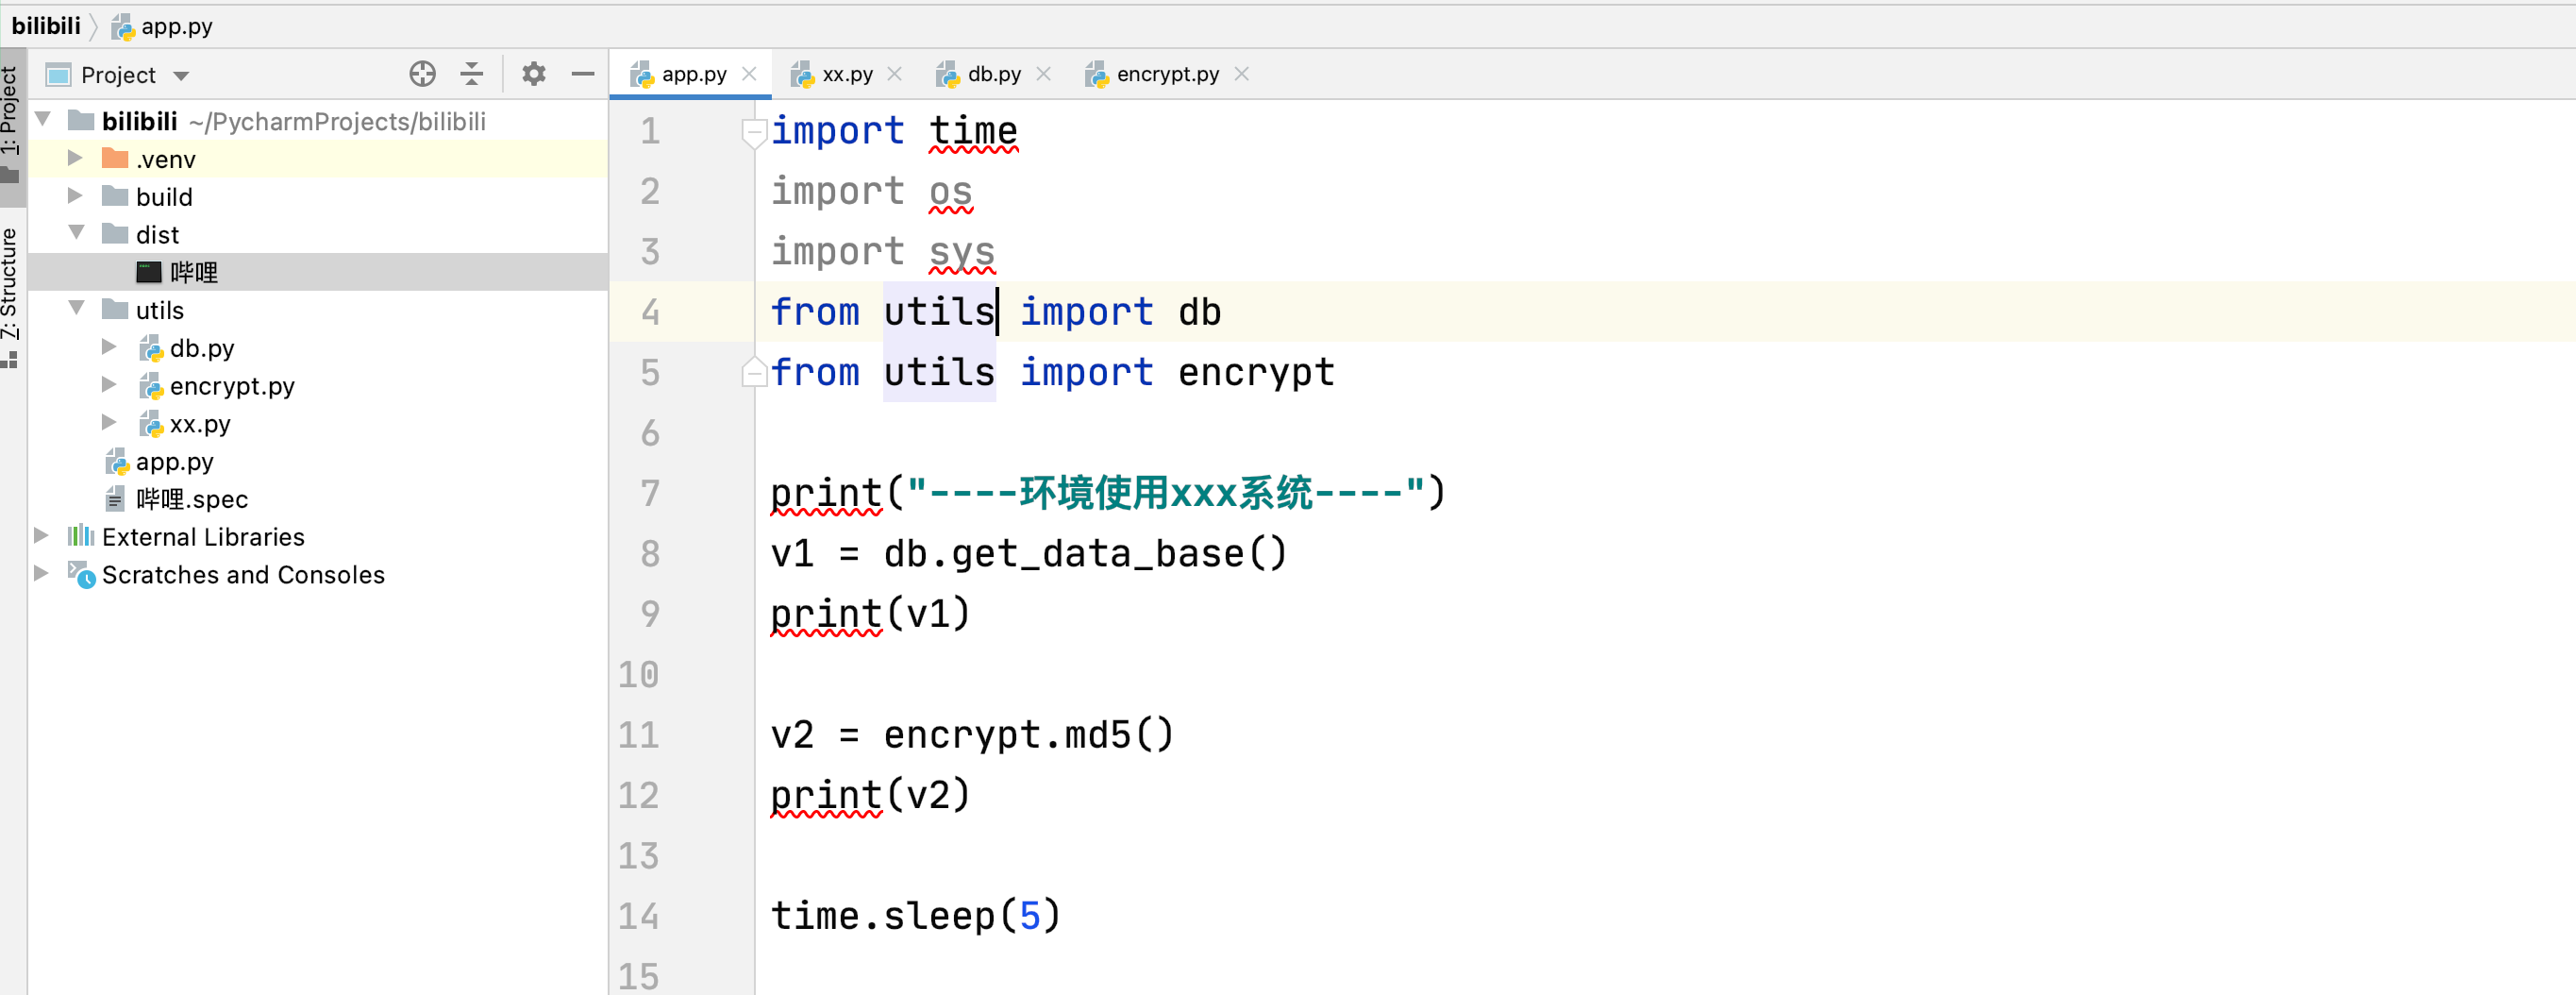 bilibili app.py
1: Project
7: Structure
Project
bilibili ~/PycharmProjects/bilibili
.venv
build
dist
哔哩
utils
db.py
encrypt.py
xx.py
app.py
哔哩.spec
External Libraries
Scratches and Consoles
app.py xx.py db.py encrypt.py
1 import time
2 import os
3 import sys
4 from utils import db
5 from utils import encrypt
6
7 print("----环境使用xxx系统----")
8 v1 = db.get_data_base()
9 print(v1)
10
11 v2 = encrypt.md5()
12 print(v2)
13
14 time.sleep(5)
15